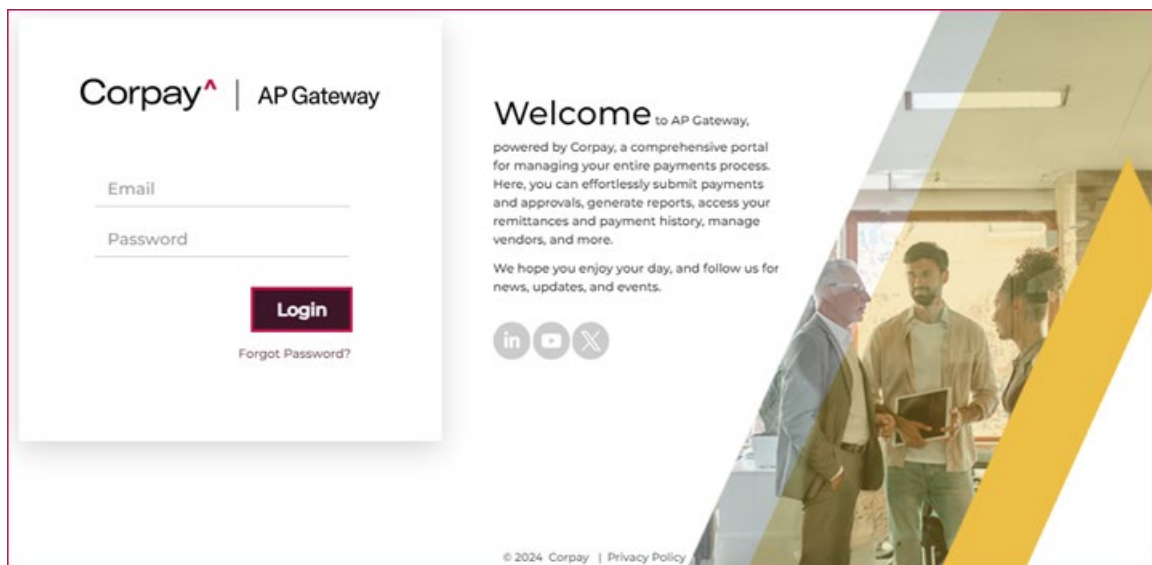 Corpay^ | AP Gateway
Email
Password
Login
Forgot Password?
Welcome to AP Gateway,
powered by Corpay, a comprehensive portal
for managing your entire payments process.
Here, you can effortlessly submit payments
and approvals, generate reports, access your
remittances and payment history, manage
vendors, and more.
We hope you enjoy your day, and follow us for
news, updates, and events.
in
X
© 2024 Corpay | Privacy Policy